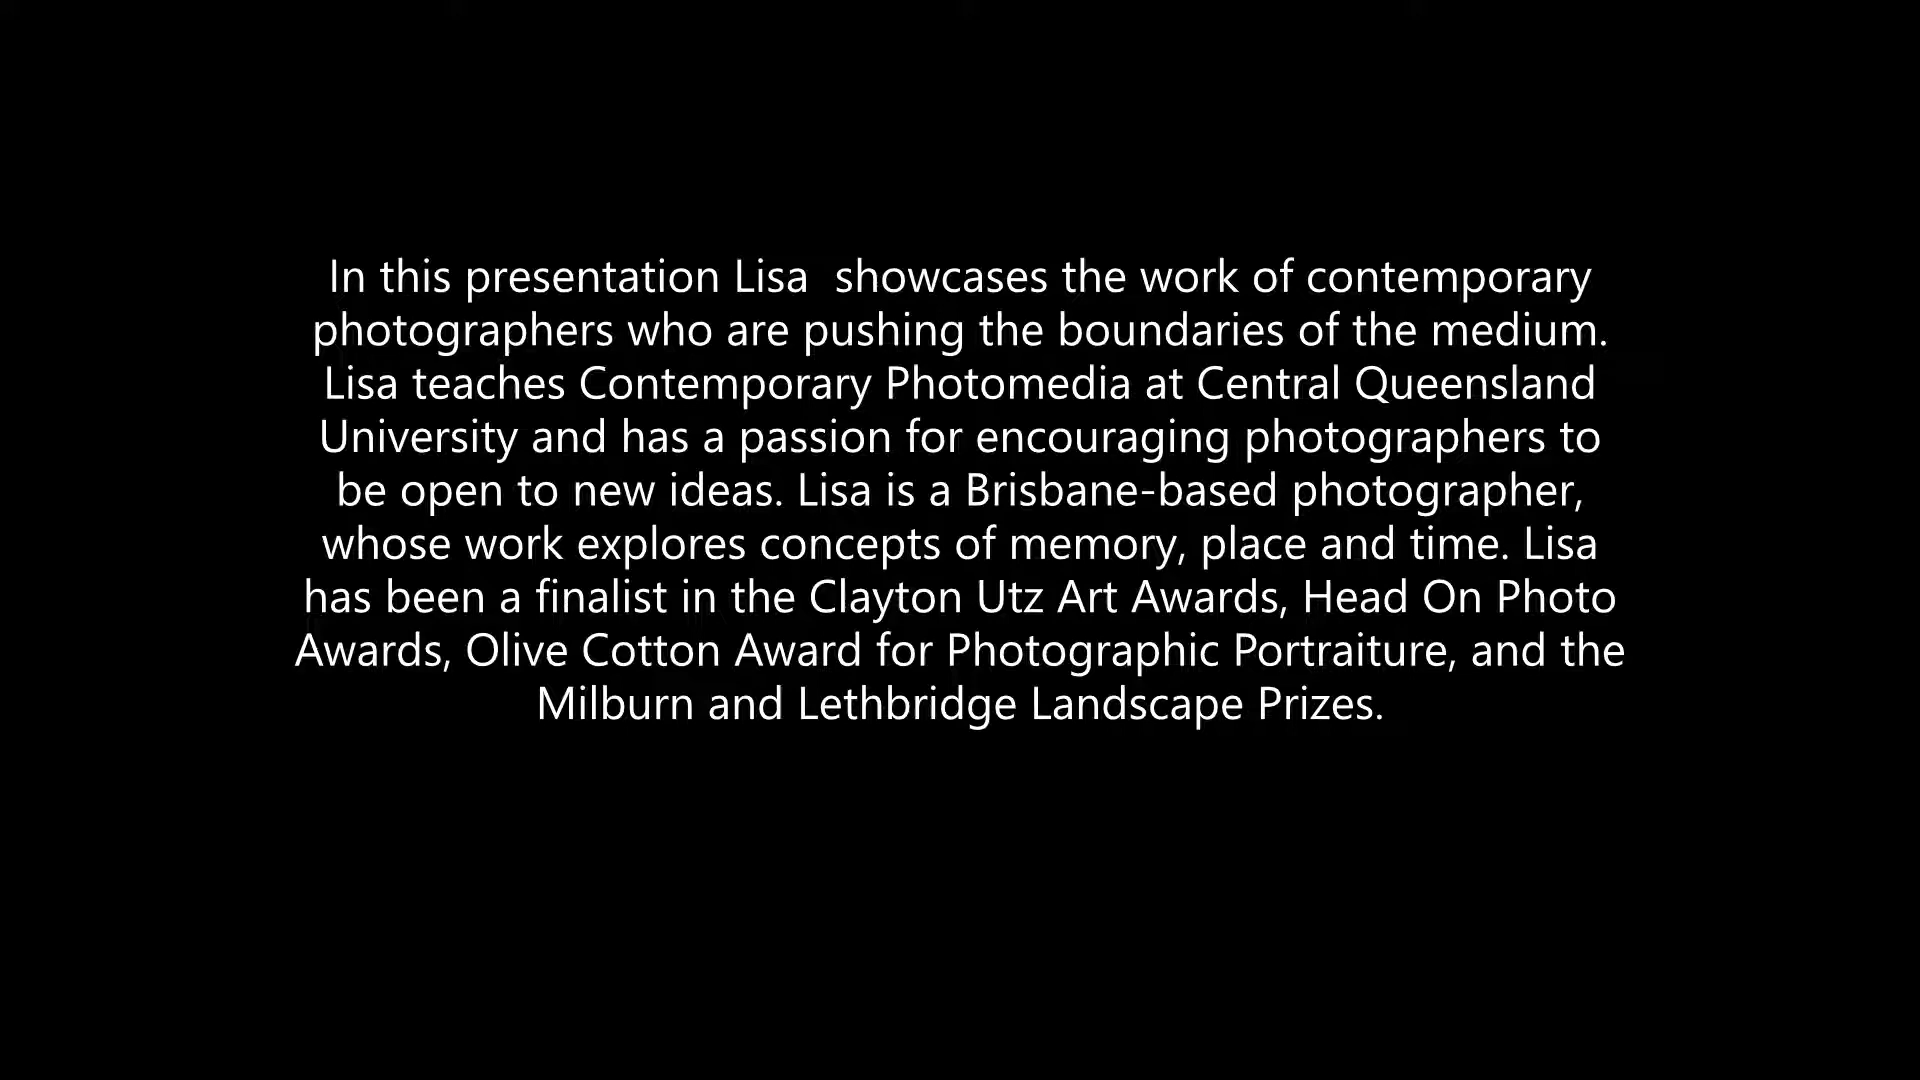 In this presentation Lisa  showcases the work of contemporary
photographers who are pushing the boundaries of the medium.
Lisa teaches Contemporary Photomedia at Central Queensland
University and has a passion for encouraging photographers to
be open to new ideas. Lisa is a Brisbane-based photographer,
whose work explores concepts of memory, place and time. Lisa
has been a finalist in the Clayton Utz Art Awards, Head On Photo
Awards, Olive Cotton Award for Photographic Portraiture, and the
Milburn and Lethbridge Landscape Prizes.